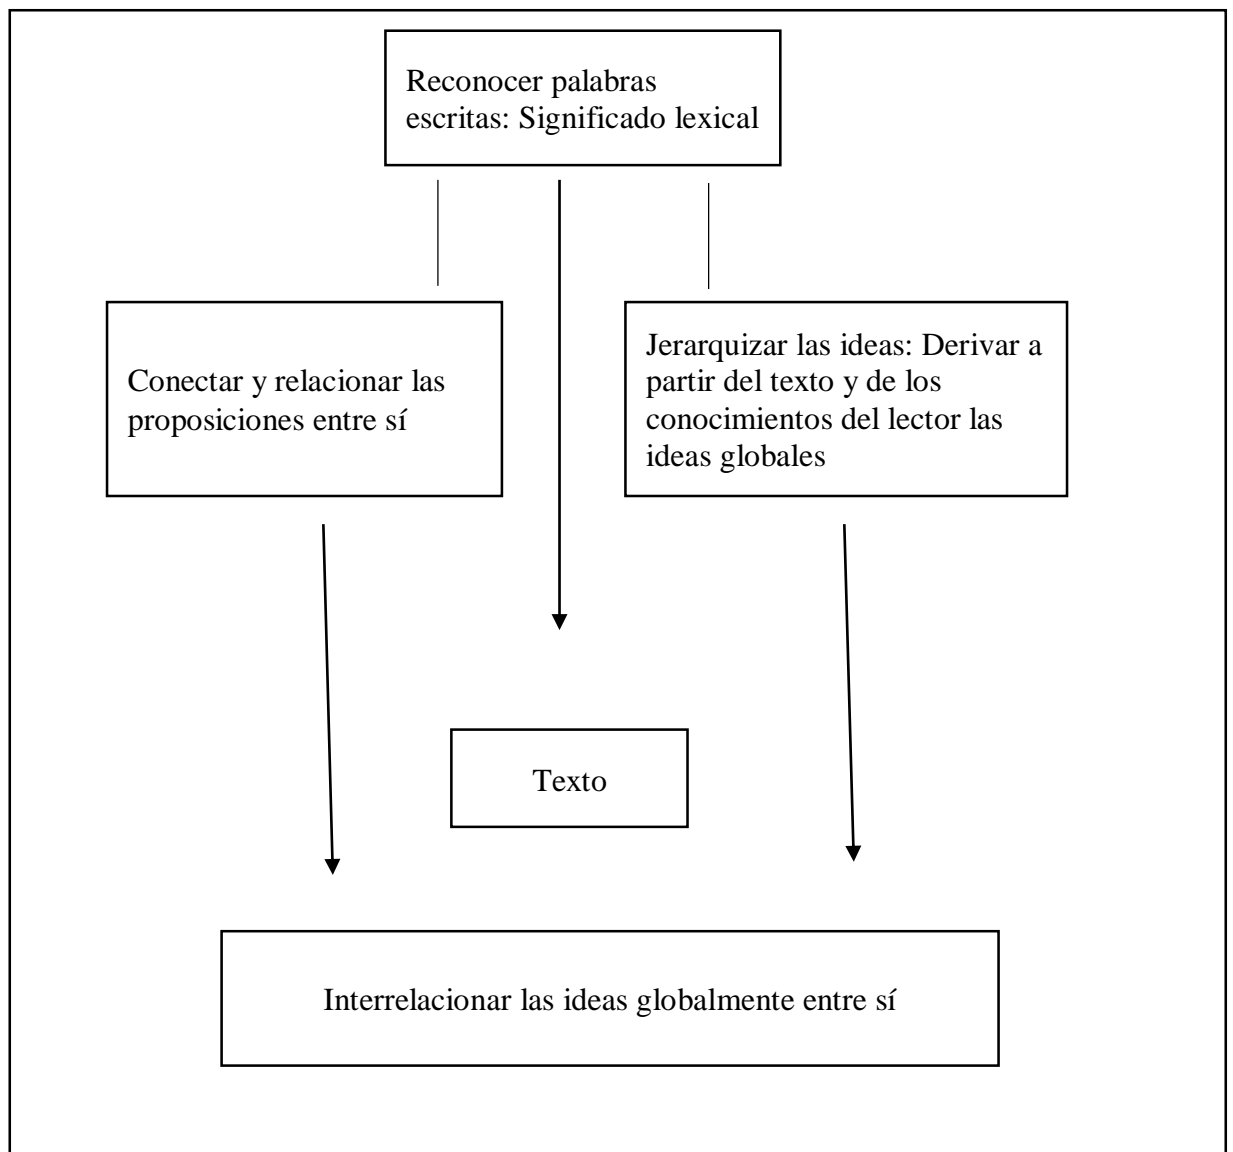 Reconocer palabras
escritas: Significado lexical
Conectar y relacionar las
proposiciones entre sí
Jerarquizar las ideas: Derivar a
partir del texto y de los
conocimientos del lector las
ideas globales
Texto
Interrelacionar las ideas globalmente entre sí